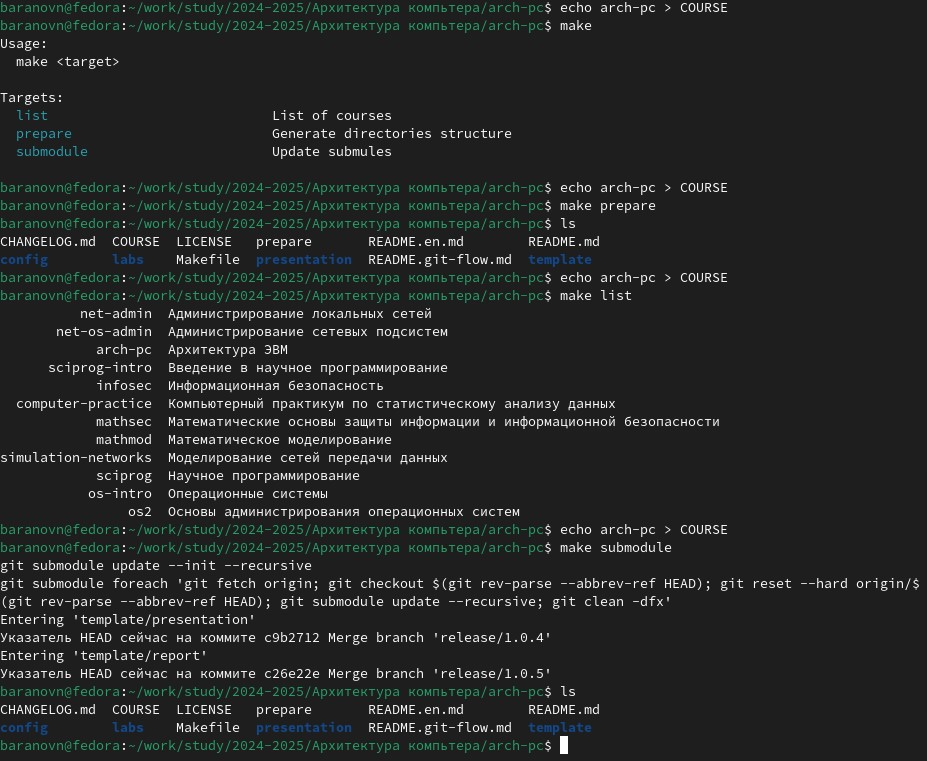 baranovn@fedora:~/work/study/2024-2025/Архитектура компьтера/arch-pc$ echo arch-pc > COURSE
baranovn@fedora:~/work/study/2024-2025/Архитектура компьтера/arch-pc$ make
Usage:
  make <target>

Targets:
  list                            List of courses
  prepare                         Generate directories structure
  submodule                       Update submules

baranovn@fedora:~/work/study/2024-2025/Архитектура компьтера/arch-pc$ echo arch-pc > COURSE
baranovn@fedora:~/work/study/2024-2025/Архитектура компьтера/arch-pc$ make prepare
baranovn@fedora:~/work/study/2024-2025/Архитектура компьтера/arch-pc$ ls
CHANGELOG.md  COURSE  LICENSE   prepare       README.en.md        README.md
config        labs    Makefile  presentation  README.git-flow.md  template
baranovn@fedora:~/work/study/2024-2025/Архитектура компьтера/arch-pc$ echo arch-pc > COURSE
baranovn@fedora:~/work/study/2024-2025/Архитектура компьтера/arch-pc$ make list
          net-admin  Администрирование локальных сетей
       net-os-admin  Администрирование сетевых подсистем
            arch-pc  Архитектура ЭВМ
      sciprog-intro  Введение в научное программирование
            infosec  Информационная безопасность
  computer-practice  Компьютерный практикум по статистическому анализу данных
            mathsec  Математические основы защиты информации и информационной безопасности
            mathmod  Математическое моделирование
simulation-networks  Моделирование сетей передачи данных
            sciprog  Научное программирование
           os-intro  Операционные системы
                os2  Основы администрирования операционных систем
baranovn@fedora:~/work/study/2024-2025/Архитектура компьтера/arch-pc$ echo arch-pc > COURSE
baranovn@fedora:~/work/study/2024-2025/Архитектура компьтера/arch-pc$ make submodule
git submodule update --init --recursive
git submodule foreach 'git fetch origin; git checkout $(git rev-parse --abbrev-ref HEAD); git reset --hard origin/$
(git rev-parse --abbrev-ref HEAD); git submodule update --recursive; git clean -dfx'
Entering 'template/presentation'
Указатель HEAD сейчас на коммите c9b2712 Merge branch 'release/1.0.4'
Entering 'template/report'
Указатель HEAD сейчас на коммите c26e22e Merge branch 'release/1.0.5'
baranovn@fedora:~/work/study/2024-2025/Архитектура компьтера/arch-pc$ ls
CHANGELOG.md  COURSE  LICENSE   prepare       README.en.md        README.md
config        labs    Makefile  presentation  README.git-flow.md  template
baranovn@fedora:~/work/study/2024-2025/Архитектура компьтера/arch-pc$